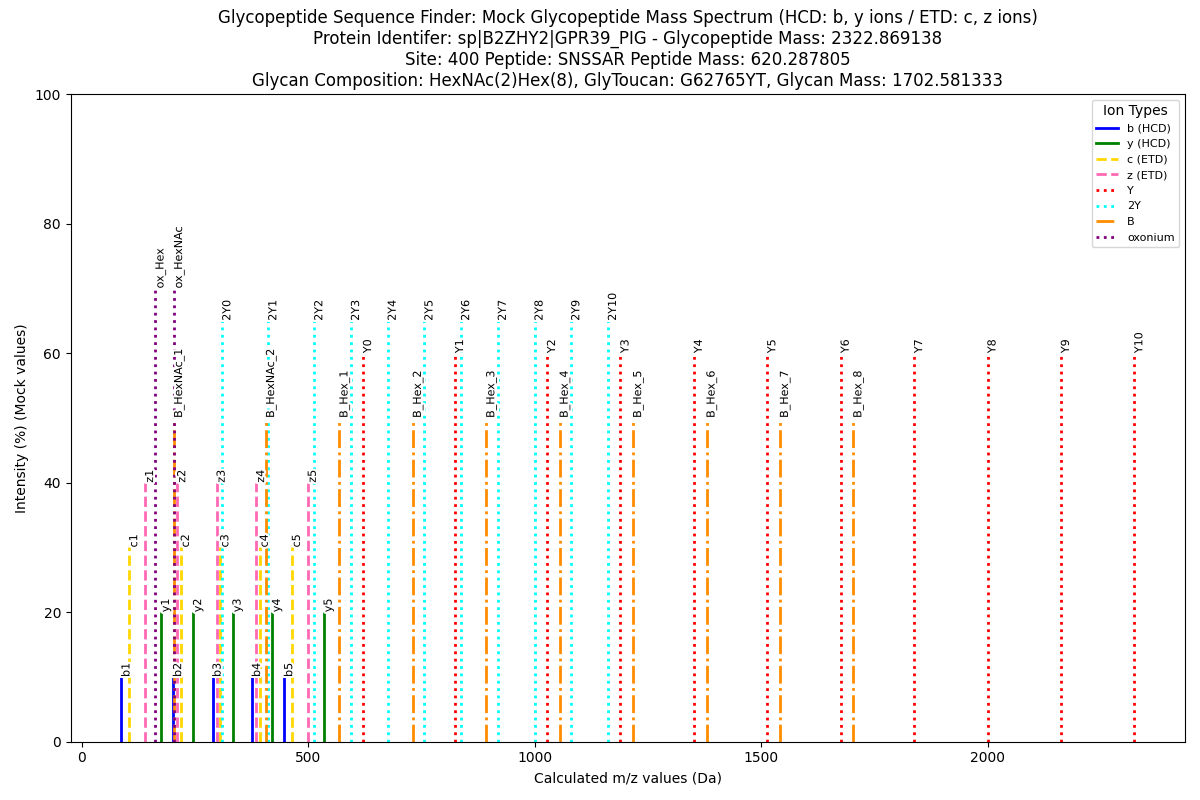 Glycopeptide Sequence Finder: Mock Glycopeptide Mass Spectrum (HCD: b, y ions / ETD: c, z ions)
Protein Identifer: sp|B2ZHY2|GPR39_PIG - Glycopeptide Mass: 2322.869138
Site: 400 Peptide: SNSSAR Peptide Mass: 620.287805
Glycan Composition: HexNAc(2)Hex(8), GlyToucan: G62765YT, Glycan Mass: 1702.581333
Ion Types
b (HCD)
y (HCD)
c (ETD)
z (ETD)
Y
2Y
B
oxonium
Intensity (%) (Mock values)
100
80
60
40
20
0
ox_Hex
ox_HexNAc
2Y0
2Y1
2Y2
2Y3
2Y4
2Y5
2Y6
2Y7
2Y8
2Y9
2Y10
Y0
Y1
Y2
Y3
Y4
Y5
Y6
Y7
Y8
Y9
Y10
B_HexNAc_1
B_HexNAc_2
B_Hex_1
B_Hex_2
B_Hex_3
B_Hex_4
B_Hex_5
B_Hex_6
B_Hex_7
B_Hex_8
z1
z2
z3
z4
z5
c1
c2
c3
c4
c5
y1
y2
y3
y4
y5
b1
b2
b3
b4
b5
0
500
1000
1500
2000
Calculated m/z values (Da)